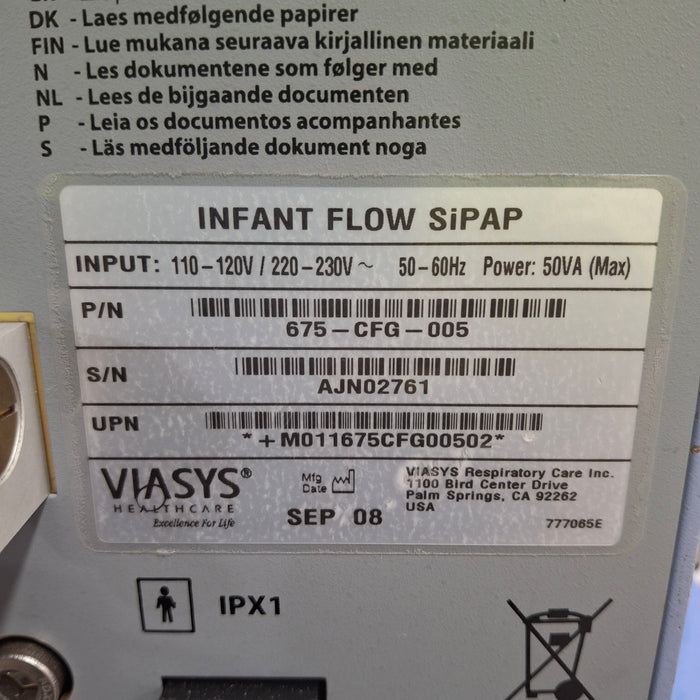 DK - Laes medfølgende papirer
FIN - Lue mukana seuraava kirjallinen materiaali
N - Les dokumentene som følger med
NL - Lees de bijgaande documenten
P - Leia os documentos acompanhantes
S - Läs medföljande dokument noga
INFANT FLOW SiPAP
INPUT: 110-120V / 220-230V ~ 50-60Hz Power: 50VA (Max)
P/N
675-CFG-005
S/N
AJN02761
UPN
*+M011675CFG00502*
VIASYS®
HEALTHCARE
Excellence For Life
Mfg
Date
SEP 08
VIASYS Respiratory Care Inc.
1100 Bird Center Drive
Palm Springs, CA 92262
USA
777065E
IPX1